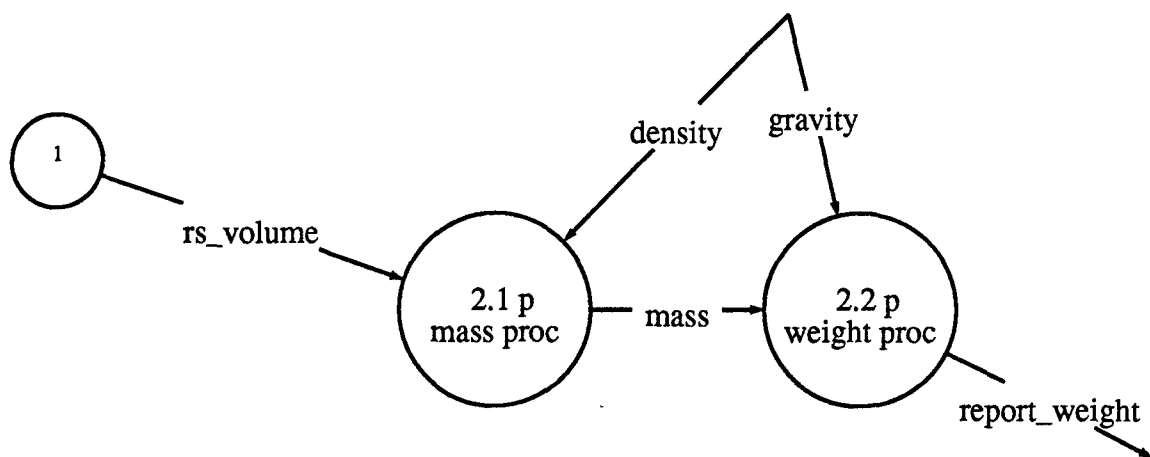 gravity
density
1
rs_volume
2.1 p
mass proc
mass
2.2 p
weight proc
report_weight